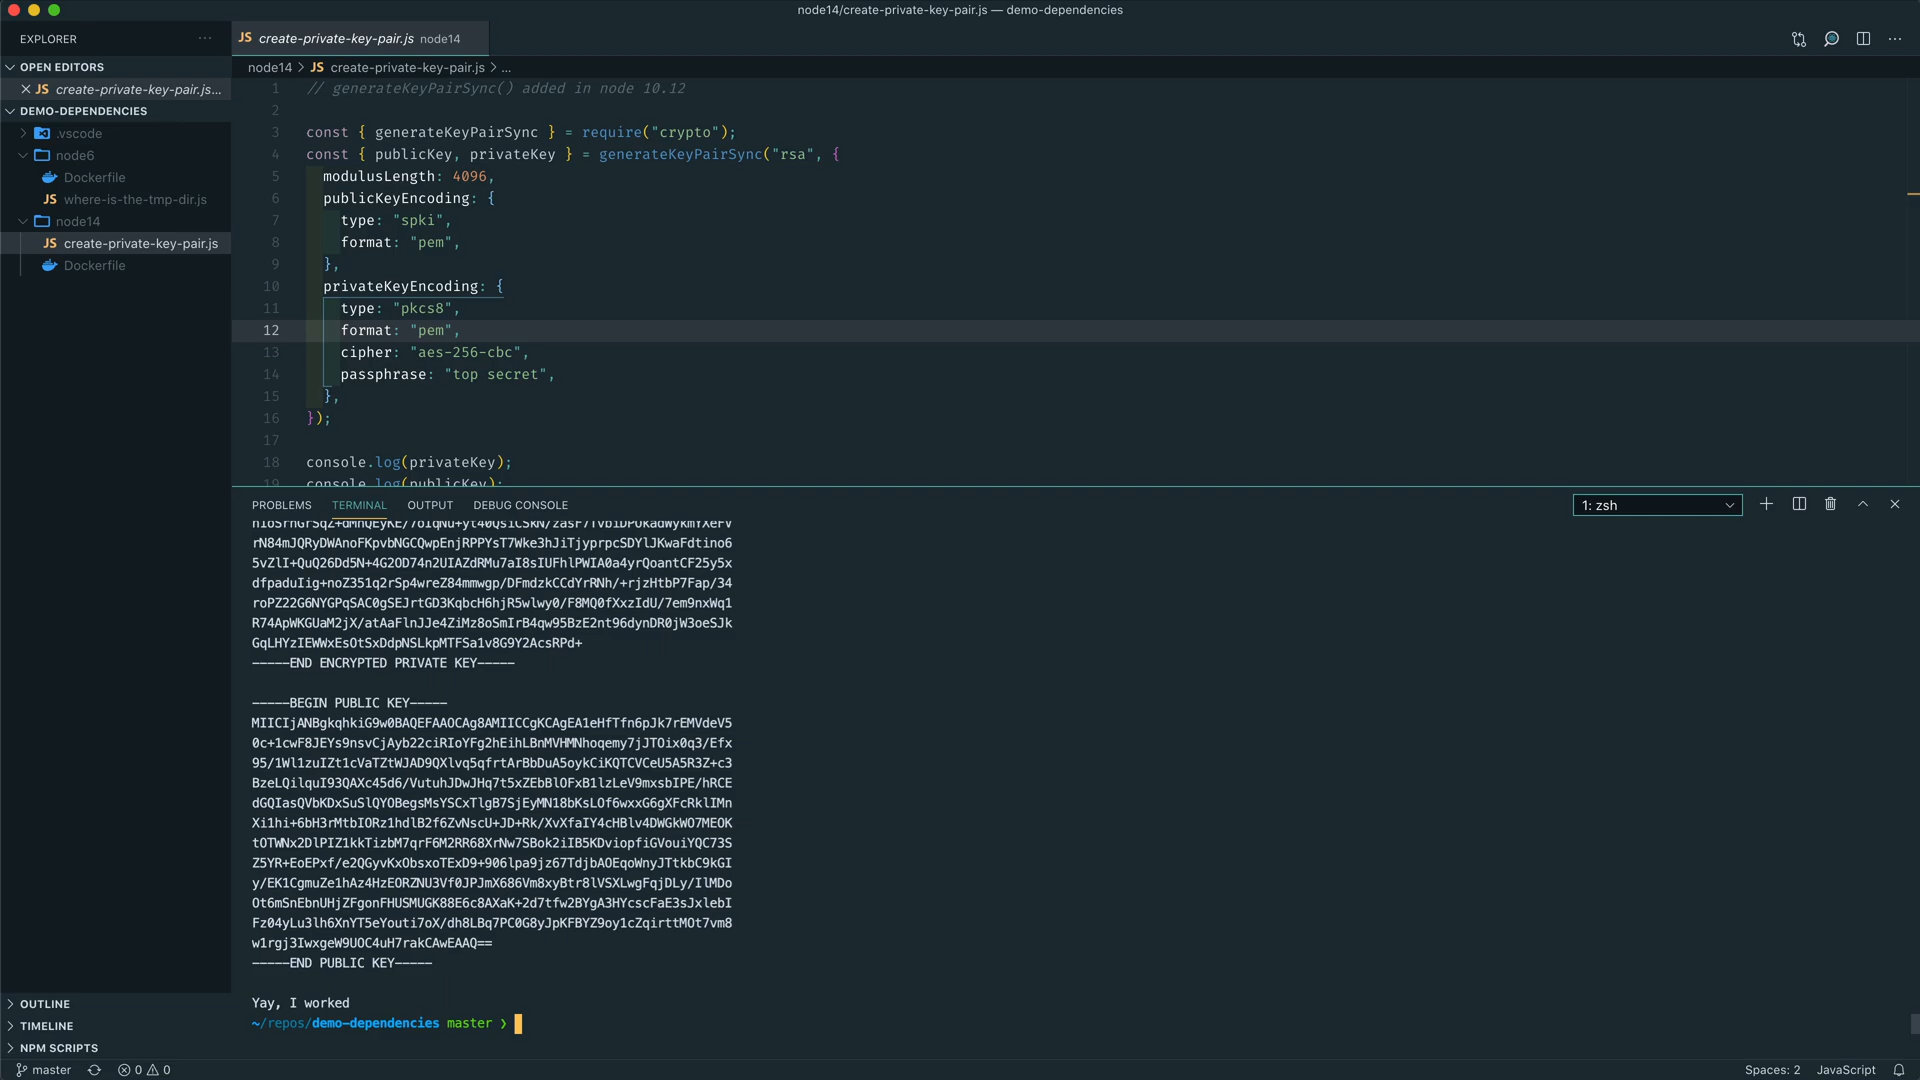 node14/create-private-key-pair.js — demo-dependencies
EXPLORER
OPEN EDITORS
JS create-private-key-pair.js...
DEMO-DEPENDENCIES
.vscode
node6
Dockerfile
JS where-is-the-tmp-dir.js
node14
JS create-private-key-pair.js
Dockerfile
OUTLINE
TIMELINE
NPM SCRIPTS
JS create-private-key-pair.js node14
node14 > JS create-private-key-pair.js > ...
1 // generateKeyPairSync() added in node 10.12
2
3 const { generateKeyPairSync } = require("crypto");
4 const { publicKey, privateKey } = generateKeyPairSync("rsa", {
5 modulusLength: 4096,
6 publicKeyEncoding: {
7 type: "spki",
8 format: "pem",
9 },
10 privateKeyEncoding: {
11 type: "pkcs8",
12 format: "pem",
13 cipher: "aes-256-cbc",
14 passphrase: "top secret",
15 },
16 });
17
18 console.log(privateKey);
19 console.log(publicKey);
PROBLEMS TERMINAL OUTPUT DEBUG CONSOLE
1: zsh
rN84mJQRyDWAnoFKpvbNGCQwpEnjRPPYsT7Wke3hJiTjyprpcSDYlJKwaFdtino6
5vZlI+QuQ26Dd5N+4G2OD74n2UIAZdRMu7aI8sIUFhlPWIA0a4yrQoantCF25y5x
dfpaduIig+noZ351q2rSp4wreZ84mmwgp/DFmdzkCCdYrRNh/+rjzHtbP7Fap/34
roPZ22G6NYGPqSAC0gSEJrtGD3KqbcH6hjR5wlwy0/F8MQ0fXxzIdU/7em9nxWq1
R74ApWKGUaM2jX/atAaFlnJJe4ZiMz8oSmIrB4qw95BzE2nt96dynDR0jW3oeSJk
GqLHYzIEWWxEsOtSxDdpNSLkpMTFSa1v8G9Y2AcsRPd+
-----END ENCRYPTED PRIVATE KEY-----
-----BEGIN PUBLIC KEY-----
MIICIjANBgkqhkiG9w0BAQEFAAOCAg8AMIICCgKCAgEA1eHfTfn6pJk7rEMVdeV5
0c+1cwF8JEYs9nsvCjAyb22ciRIoYFg2hEihLBnMVHMNhoqemy7jJTOix0q3/Efx
95/1Wl1zuIZt1cVaTZtWJAD9QXlvq5qfrtArBbDuA5oykCiKQTCVCeU5A5R3Z+c3
BzeLQilquI93QAXc45d6/VutuhJDwJHq7t5xZEbBlOFxB1lzLeV9mxsbIPE/hRCE
dGQIasQVbKDxSuSlQYOBegsMsYSCxTlgB7SjEyMN18bKsLOf6wxxG6gXFcRklIMn
Xi1hi+6bH3rMtbIORz1hdlB2f6ZvNscU+JD+Rk/XvXfaIY4cHBlv4DWGkWO7MEOK
tOTWNx2DlPIZ1kkTizbM7qrF6M2RR68XrNw7SBok2iIB5KDviopfiGVouiYQC73S
Z5YR+EoEPxf/e2QGyvKxObsxoTExD9+906lpa9jz67TdjbAOEqoWnyJTtkbC9kGI
y/EK1CgmuZe1hAz4HzEORZNU3Vf0JPJmX686Vm8xyBtr8lVSXLwgFqjDLy/IlMDo
Ot6mSnEbnUHjZFgonFHUSMUGK88E6c8AXaK+2d7tfw2BYgA3HYcscFaE3sJxlebI
Fz04yLu3lh6XnYT5eYouti7oX/dh8LBq7PC0G8yJpKFBYZ9oy1cZqirttMOt7vm8
w1rgj3IwxgeW9UOC4uH7rakCAwEAAQ==
-----END PUBLIC KEY-----
Yay, I worked
~/repos/demo-dependencies master ❯
master 0 0
Spaces: 2 JavaScript